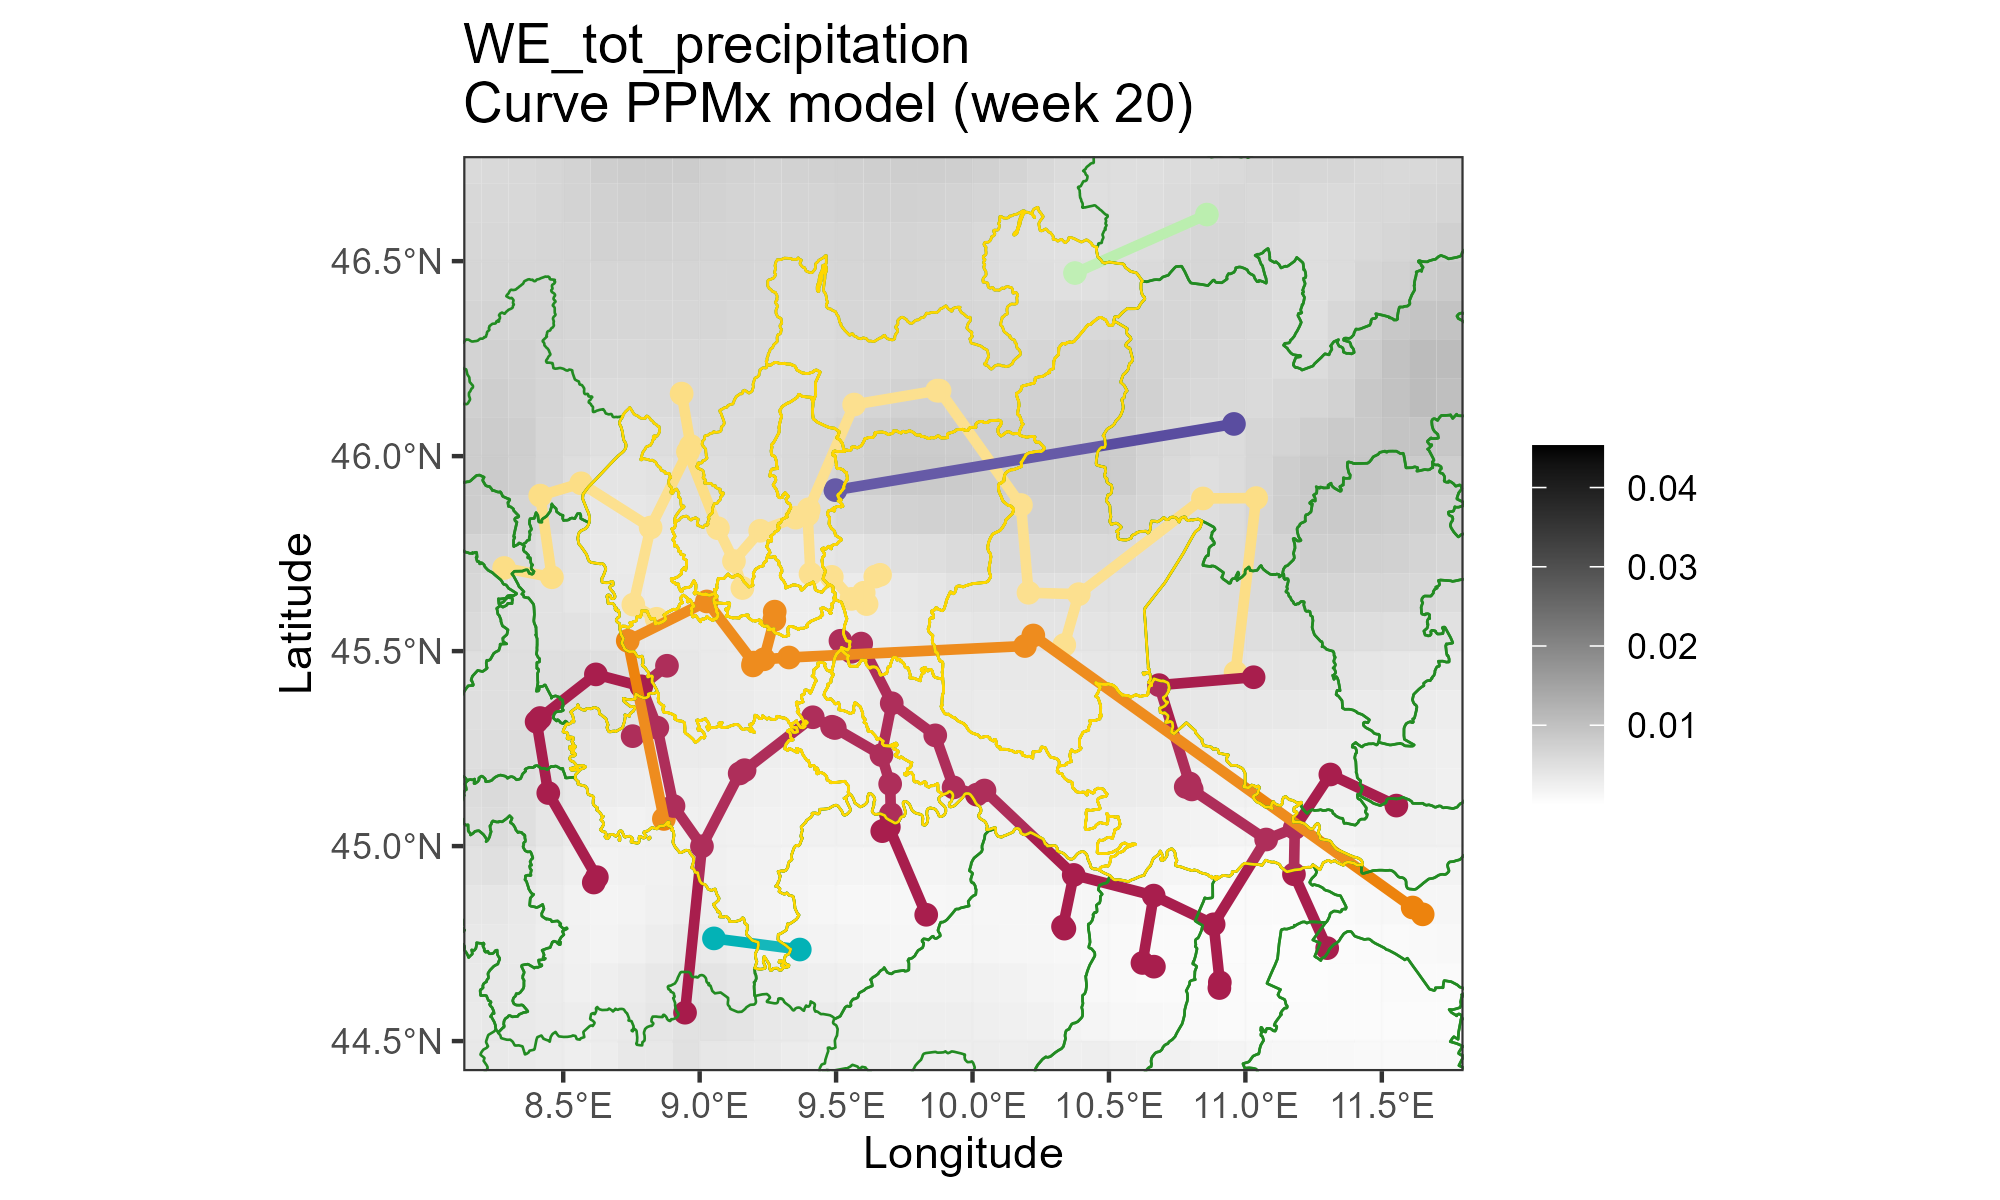 WE_tot_precipitation
Curve PPMx model (week 20)
46.5°N
46.0°N
45.5°N
45.0°N
44.5°N
Latitude
8.5°E 9.0°E 9.5°E 10.0°E 10.5°E 11.0°E 11.5°E
Longitude
0.04
0.03
0.02
0.01